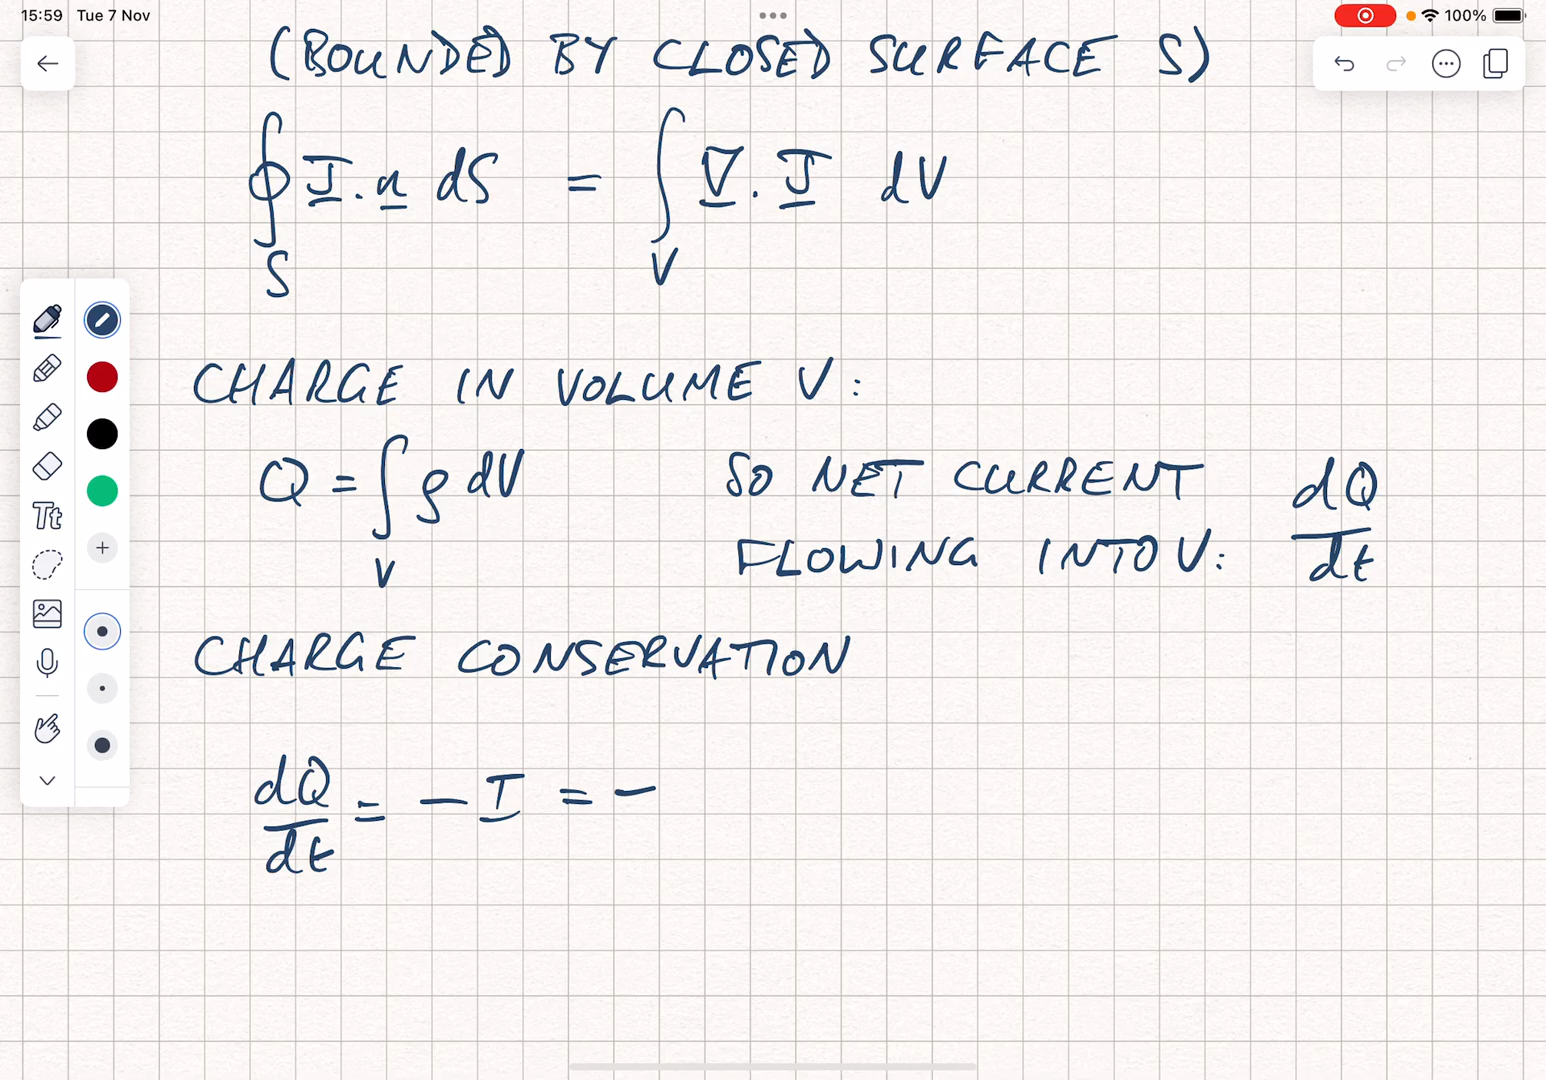 15:59 Tue 7 Nov
100%
(BOUNDED BY CLOSED SURFACE S)
∮_S J̲.n̲ dS = ∫_V ∇̲.J̲ dV
Tt
CHARGE IN VOLUME V:
Q = ∫_V ρ dV
SO NET CURRENT
FLOWING INTO V: dQ/dt
CHARGE CONSERVATION
dQ/dt = − I = −